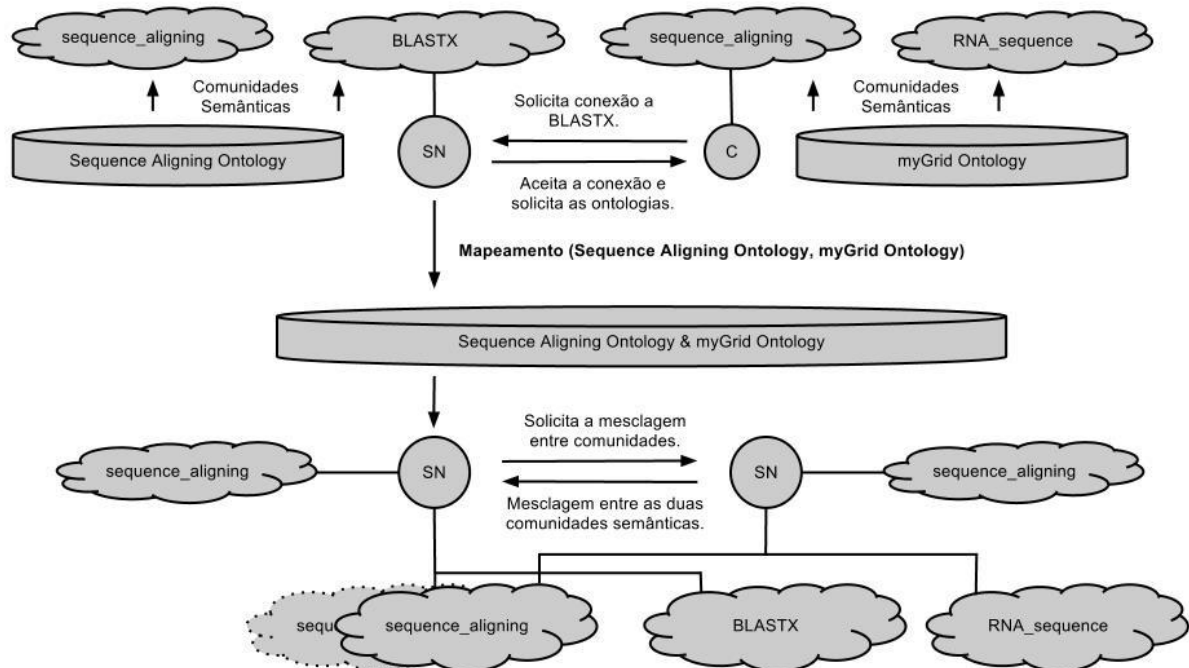 sequence_aligning
BLASTX
sequence_aligning
RNA_sequence
Comunidades
Semânticas
Solicita conexão a
BLASTX.
Comunidades
Semânticas
Sequence Aligning Ontology
SN
C
myGrid Ontology
Aceita a conexão e
solicita as ontologias.
Mapeamento (Sequence Aligning Ontology, myGrid Ontology)
Sequence Aligning Ontology & myGrid Ontology
Solicita a mesclagem
entre comunidades.
sequence_aligning
SN
SN
sequence_aligning
Mesclagem entre as duas
comunidades semânticas.
sequ
sequence_aligning
BLASTX
RNA_sequence